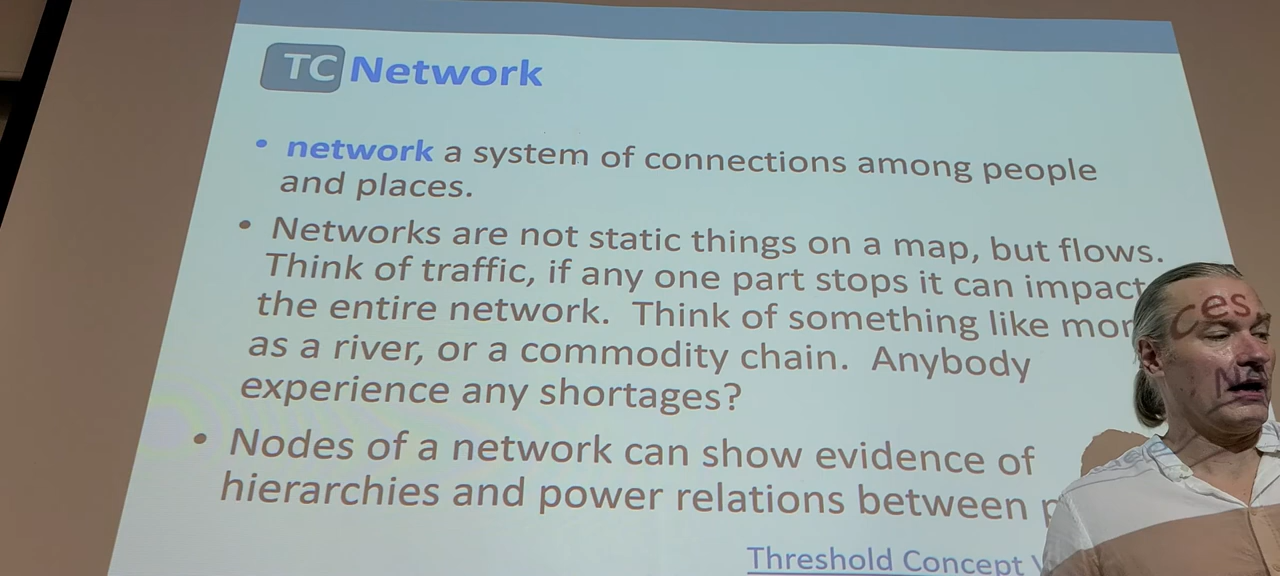 TC Network
• network a system of connections among people
and places.
• Networks are not static things on a map, but flows.
Think of traffic, if any one part stops it can impact
the entire network. Think of something like
as a river, or a commodity chain. Anybody
experience any shortages?
• Nodes of a network can show evidence of
hierarchies and power relations between
Threshold Concept